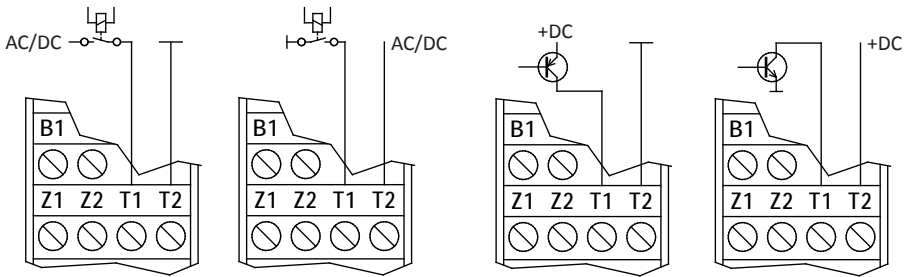 AC/DC
B1
Z1 Z2 T1 T2
AC/DC
B1
Z1 Z2 T1 T2
+DC
B1
Z1 Z2 T1 T2
+DC
B1
Z1 Z2 T1 T2